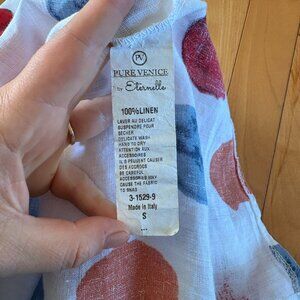 PV
PURE VENICE
by Eternelle
100%LINEN
LAVER AU DELICAT
SUSPENDRE POUR
SECHER
DELICATE WASH
HANG TO DRY
ATTENTION AUX
ACCESSOIRES
ILS PEUVENT CAUSER
DES ACCROCS
BE CAREFUL
ACCESSORIES MAY
CAUSE THE FABRIC
TO SNAG
3-1529-9
Made in Italy
S
...